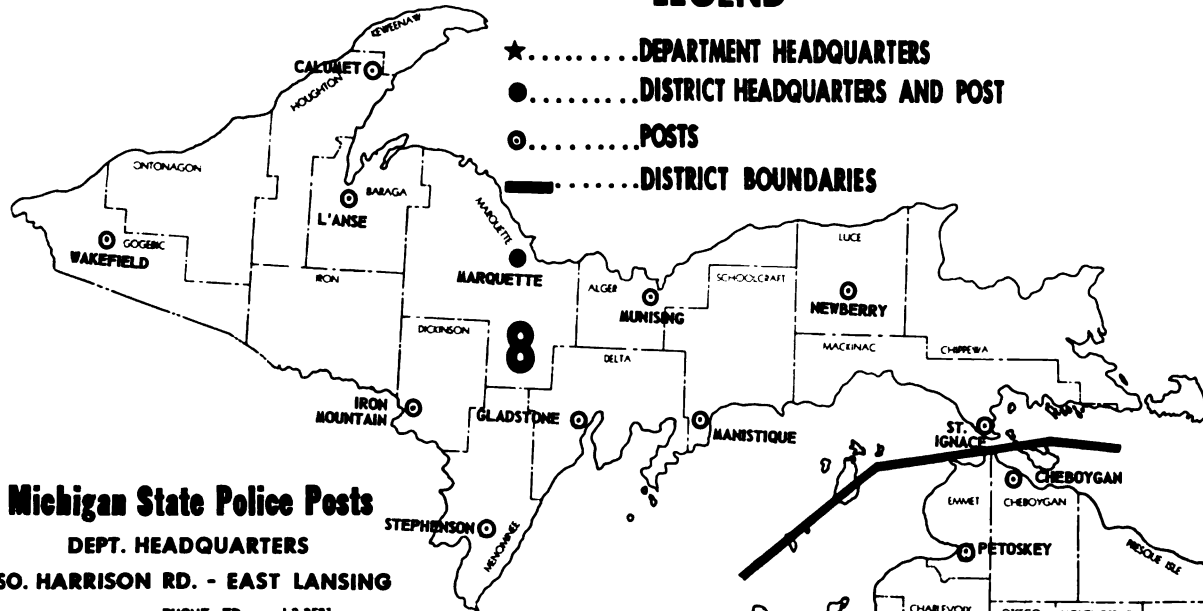 LEGEND
★.........DEPARTMENT HEADQUARTERS
●.........DISTRICT HEADQUARTERS AND POST
.........POSTS
.......DISTRICT BOUNDARIES
KEWEENAW
CALUMET
HOUGHTON
ONTONAGON
BARAGA
L'ANSE
MARQUETTE
GOGEBIC
WAKEFIELD
LUCE
IRON
MARQUETTE
ALGER
SCHOOLCRAFT
MUNISING
NEWBERRY
DICKINSON
8
DELTA
MACKINAC
CHIPPEWA
IRON
MOUNTAIN
GLADSTONE
MANISTIQUE
ST.
IGNACE
CHEBOYGAN
EMMET
CHEBOYGAN
Michigan State Police Posts
STEPHENSON
MENOMINEE
DEPT. HEADQUARTERS
PETOSKEY
PRESQUE ISLE
SO. HARRISON RD. - EAST LANSING
CHARLEVOIX